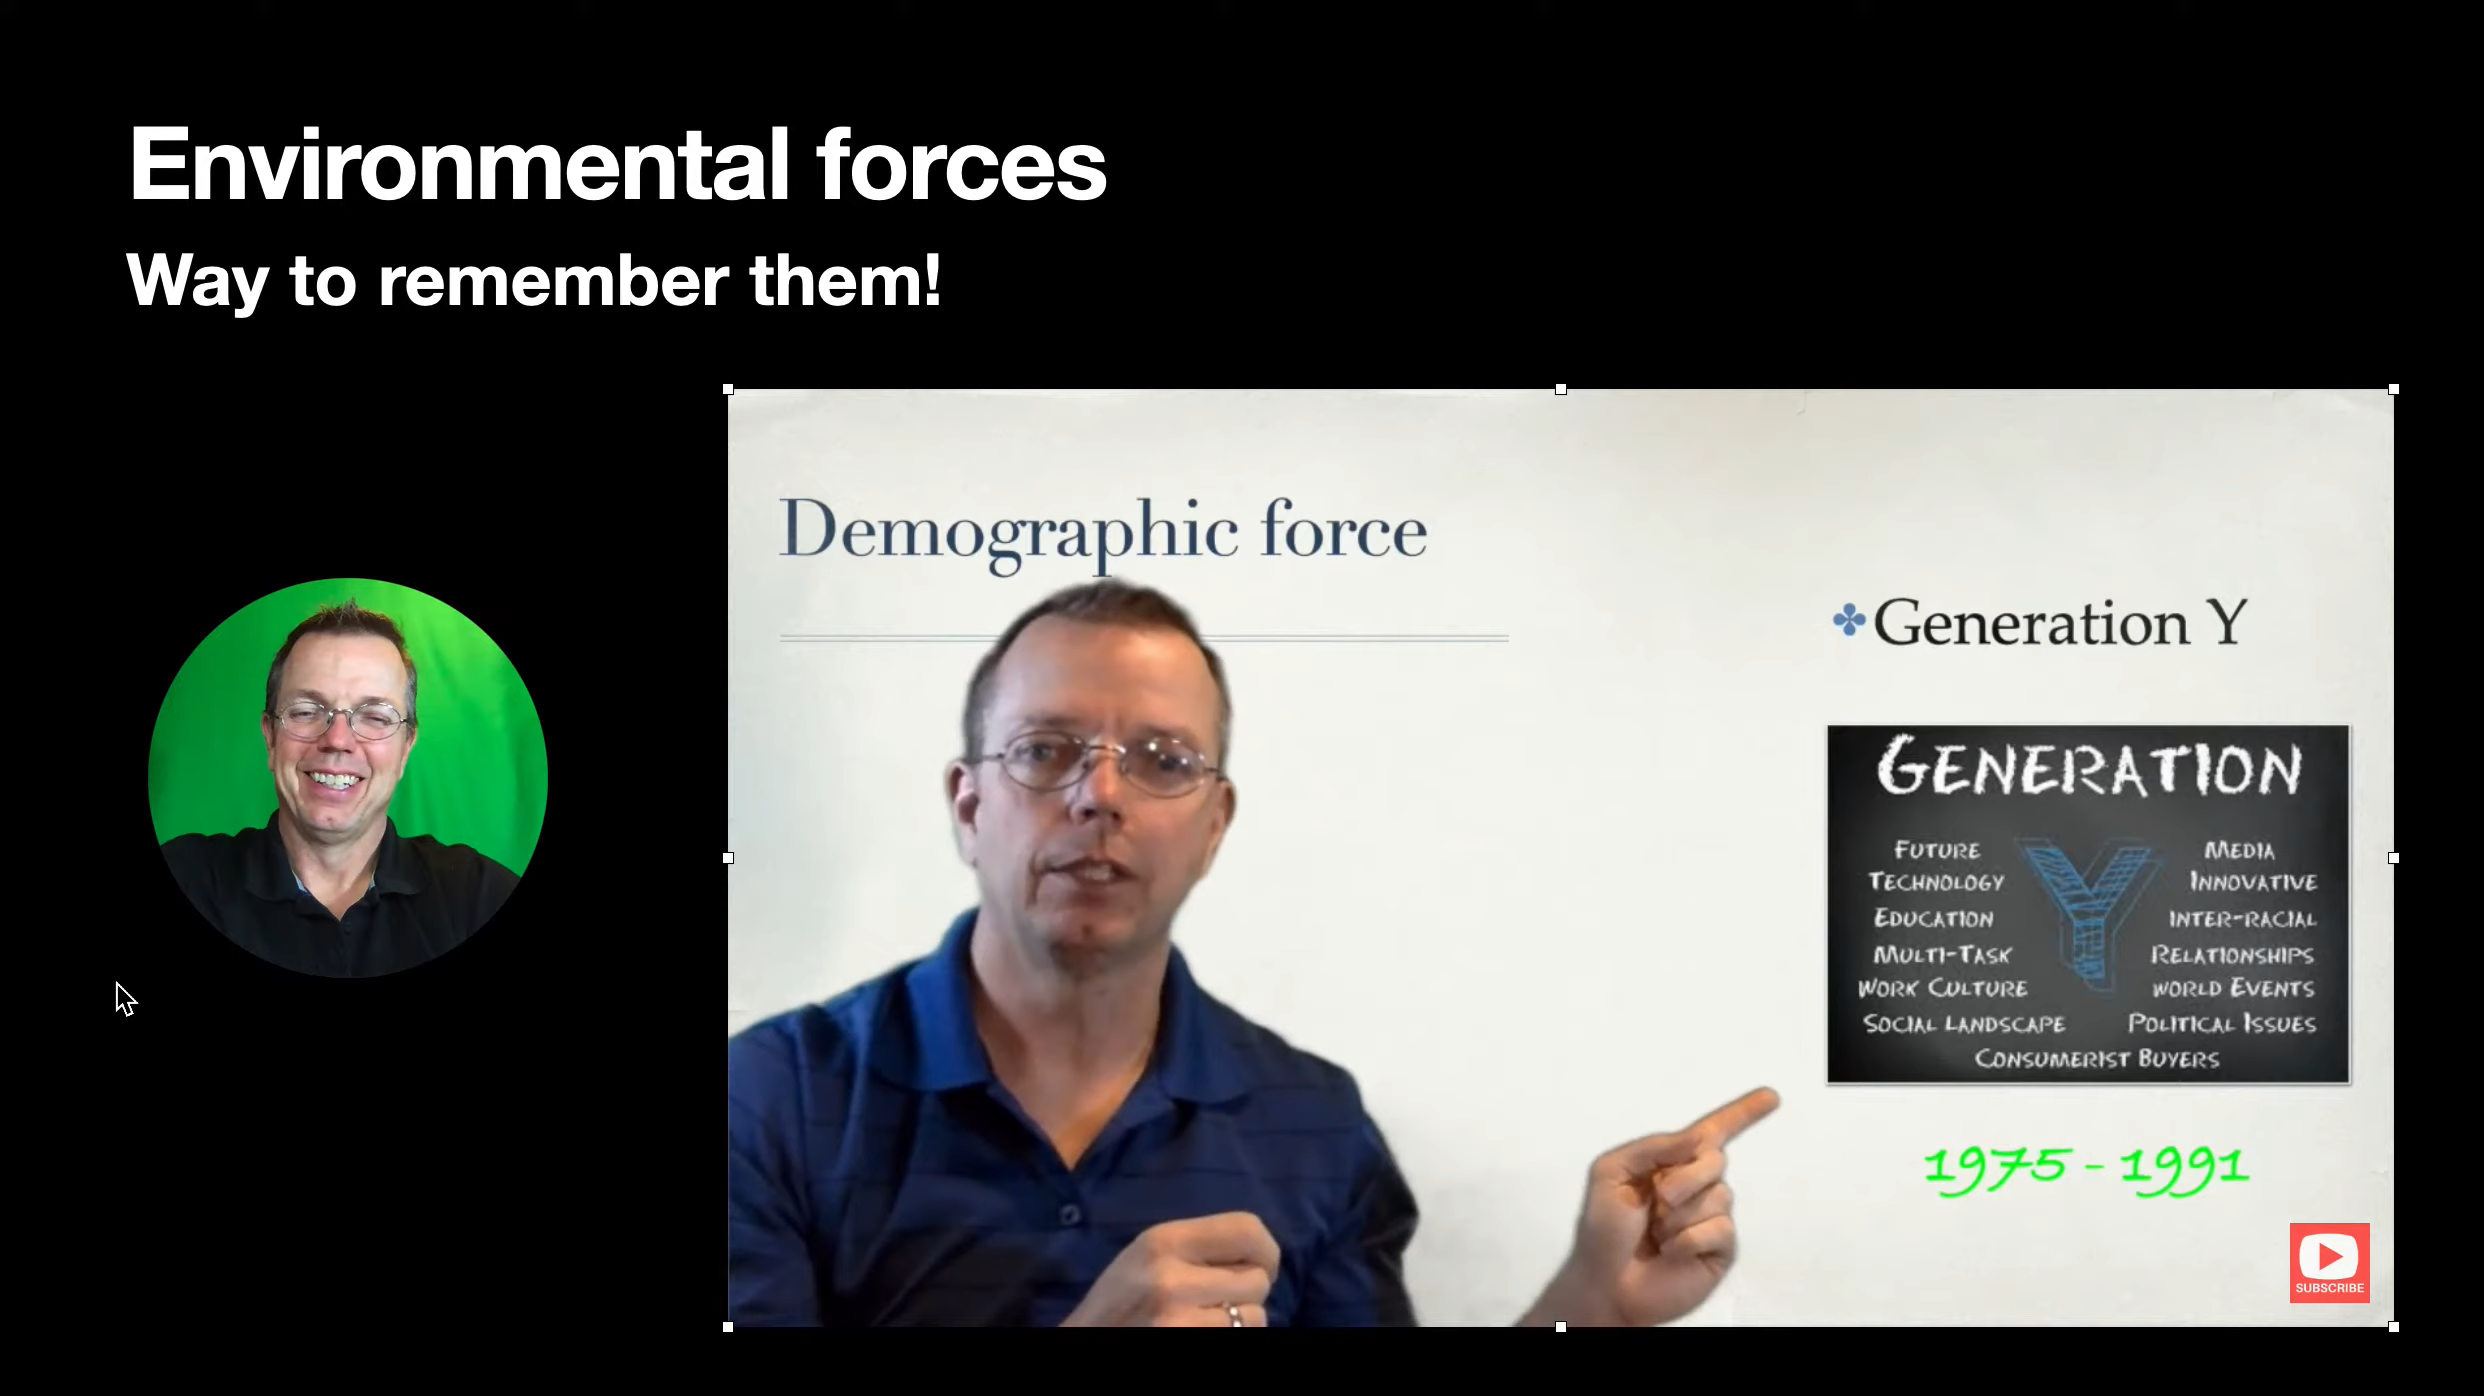 Environmental forces
Way to remember them!
Demographic force
Generation Y
GENERATION
FUTURE
MEDIA
TECHNOLOGY
INNOVATIVE
Y
EDUCATION
INTER-RACIAL
MULTI-TASK
RELATIONSHIPS
WORK CULTURE
WORLD EVENTS
SOCIAL LANDSCAPE
POLITICAL ISSUES
CONSUMERIST BUYERS
1975 - 1991
SUBSCRIBE